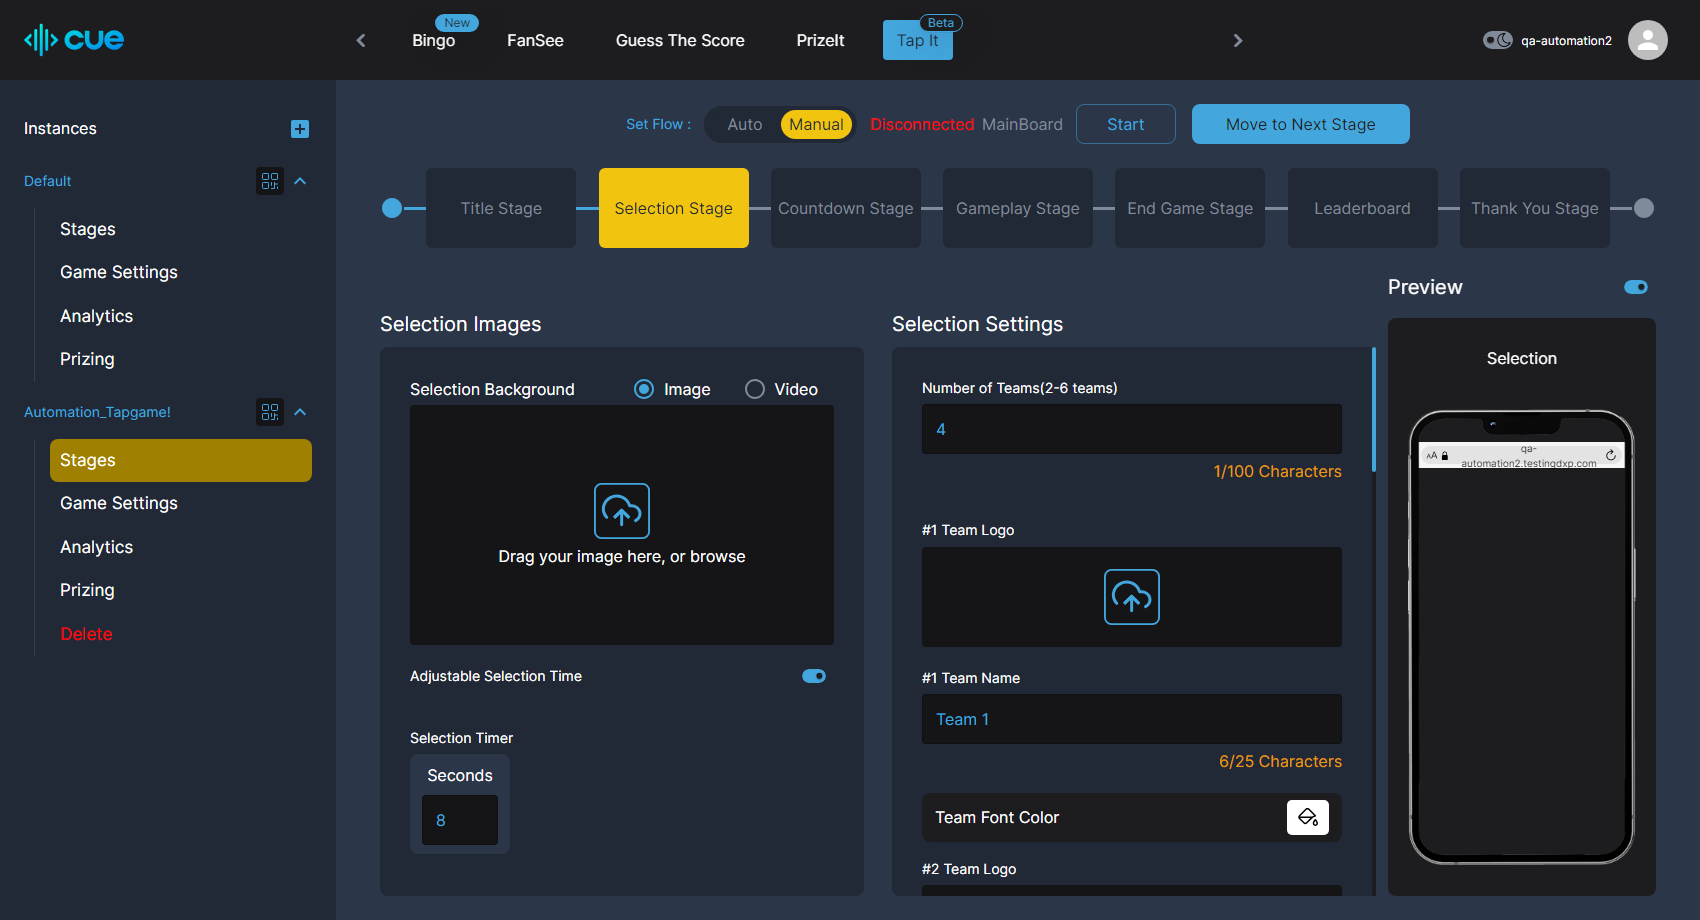 cue
New
Bingo
FanSee
Guess The Score
PrizeIt
Beta
Tap It
qa-automation2
Instances
Default
Stages
Game Settings
Analytics
Prizing
Automation_Tapgame!
Stages
Game Settings
Analytics
Prizing
Delete
Set Flow :
Auto
Manual
Disconnected MainBoard
Start
Move to Next Stage
Title Stage
Selection Stage
Countdown Stage
Gameplay Stage
End Game Stage
Leaderboard
Thank You Stage
Selection Images
Selection Background
Image
Video
Drag your image here, or browse
Adjustable Selection Time
Selection Timer
Seconds
8
Selection Settings
Number of Teams(2-6 teams)
4
1/100 Characters
#1 Team Logo
#1 Team Name
Team 1
6/25 Characters
Team Font Color
#2 Team Logo
Preview
Selection
AA
qa-
automation2.testingdxp.com